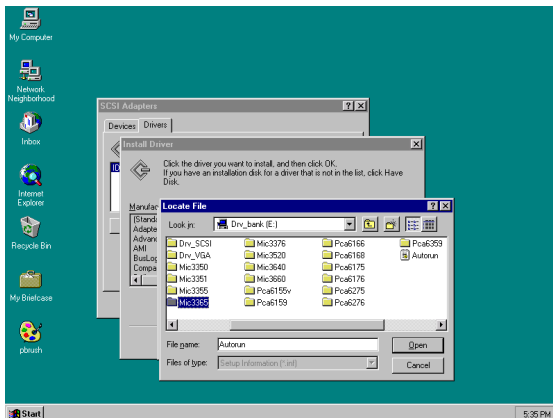 My Computer
Network
Neighborhood
Inbox
Internet
Explorer
Recycle Bin
My Briefcase
pbrush
SCSI Adapters
Devices
Drivers
Install Driver
Click the driver you want to install, and then click OK.
If you have an installation disk for a driver that is not in the list, click Have
Disk.
Manufac
(Standa
Adapte
Advan
AMI
BusLog
Compa
Locate File
Look in:
Drv_bank (E:)
Drv_SCSI
Drv_VGA
Mic3350
Mic3351
Mic3355
Mic3365
Mic3376
Mic3520
Mic3640
Mic3660
Pca6155v
Pca6159
Pca6166
Pca6168
Pca6175
Pca6176
Pca6275
Pca6276
Pca6359
Autorun
File name:
Autorun
Open
Files of type:
Setup Information (*.inf)
Cancel
Start
5:35 PM